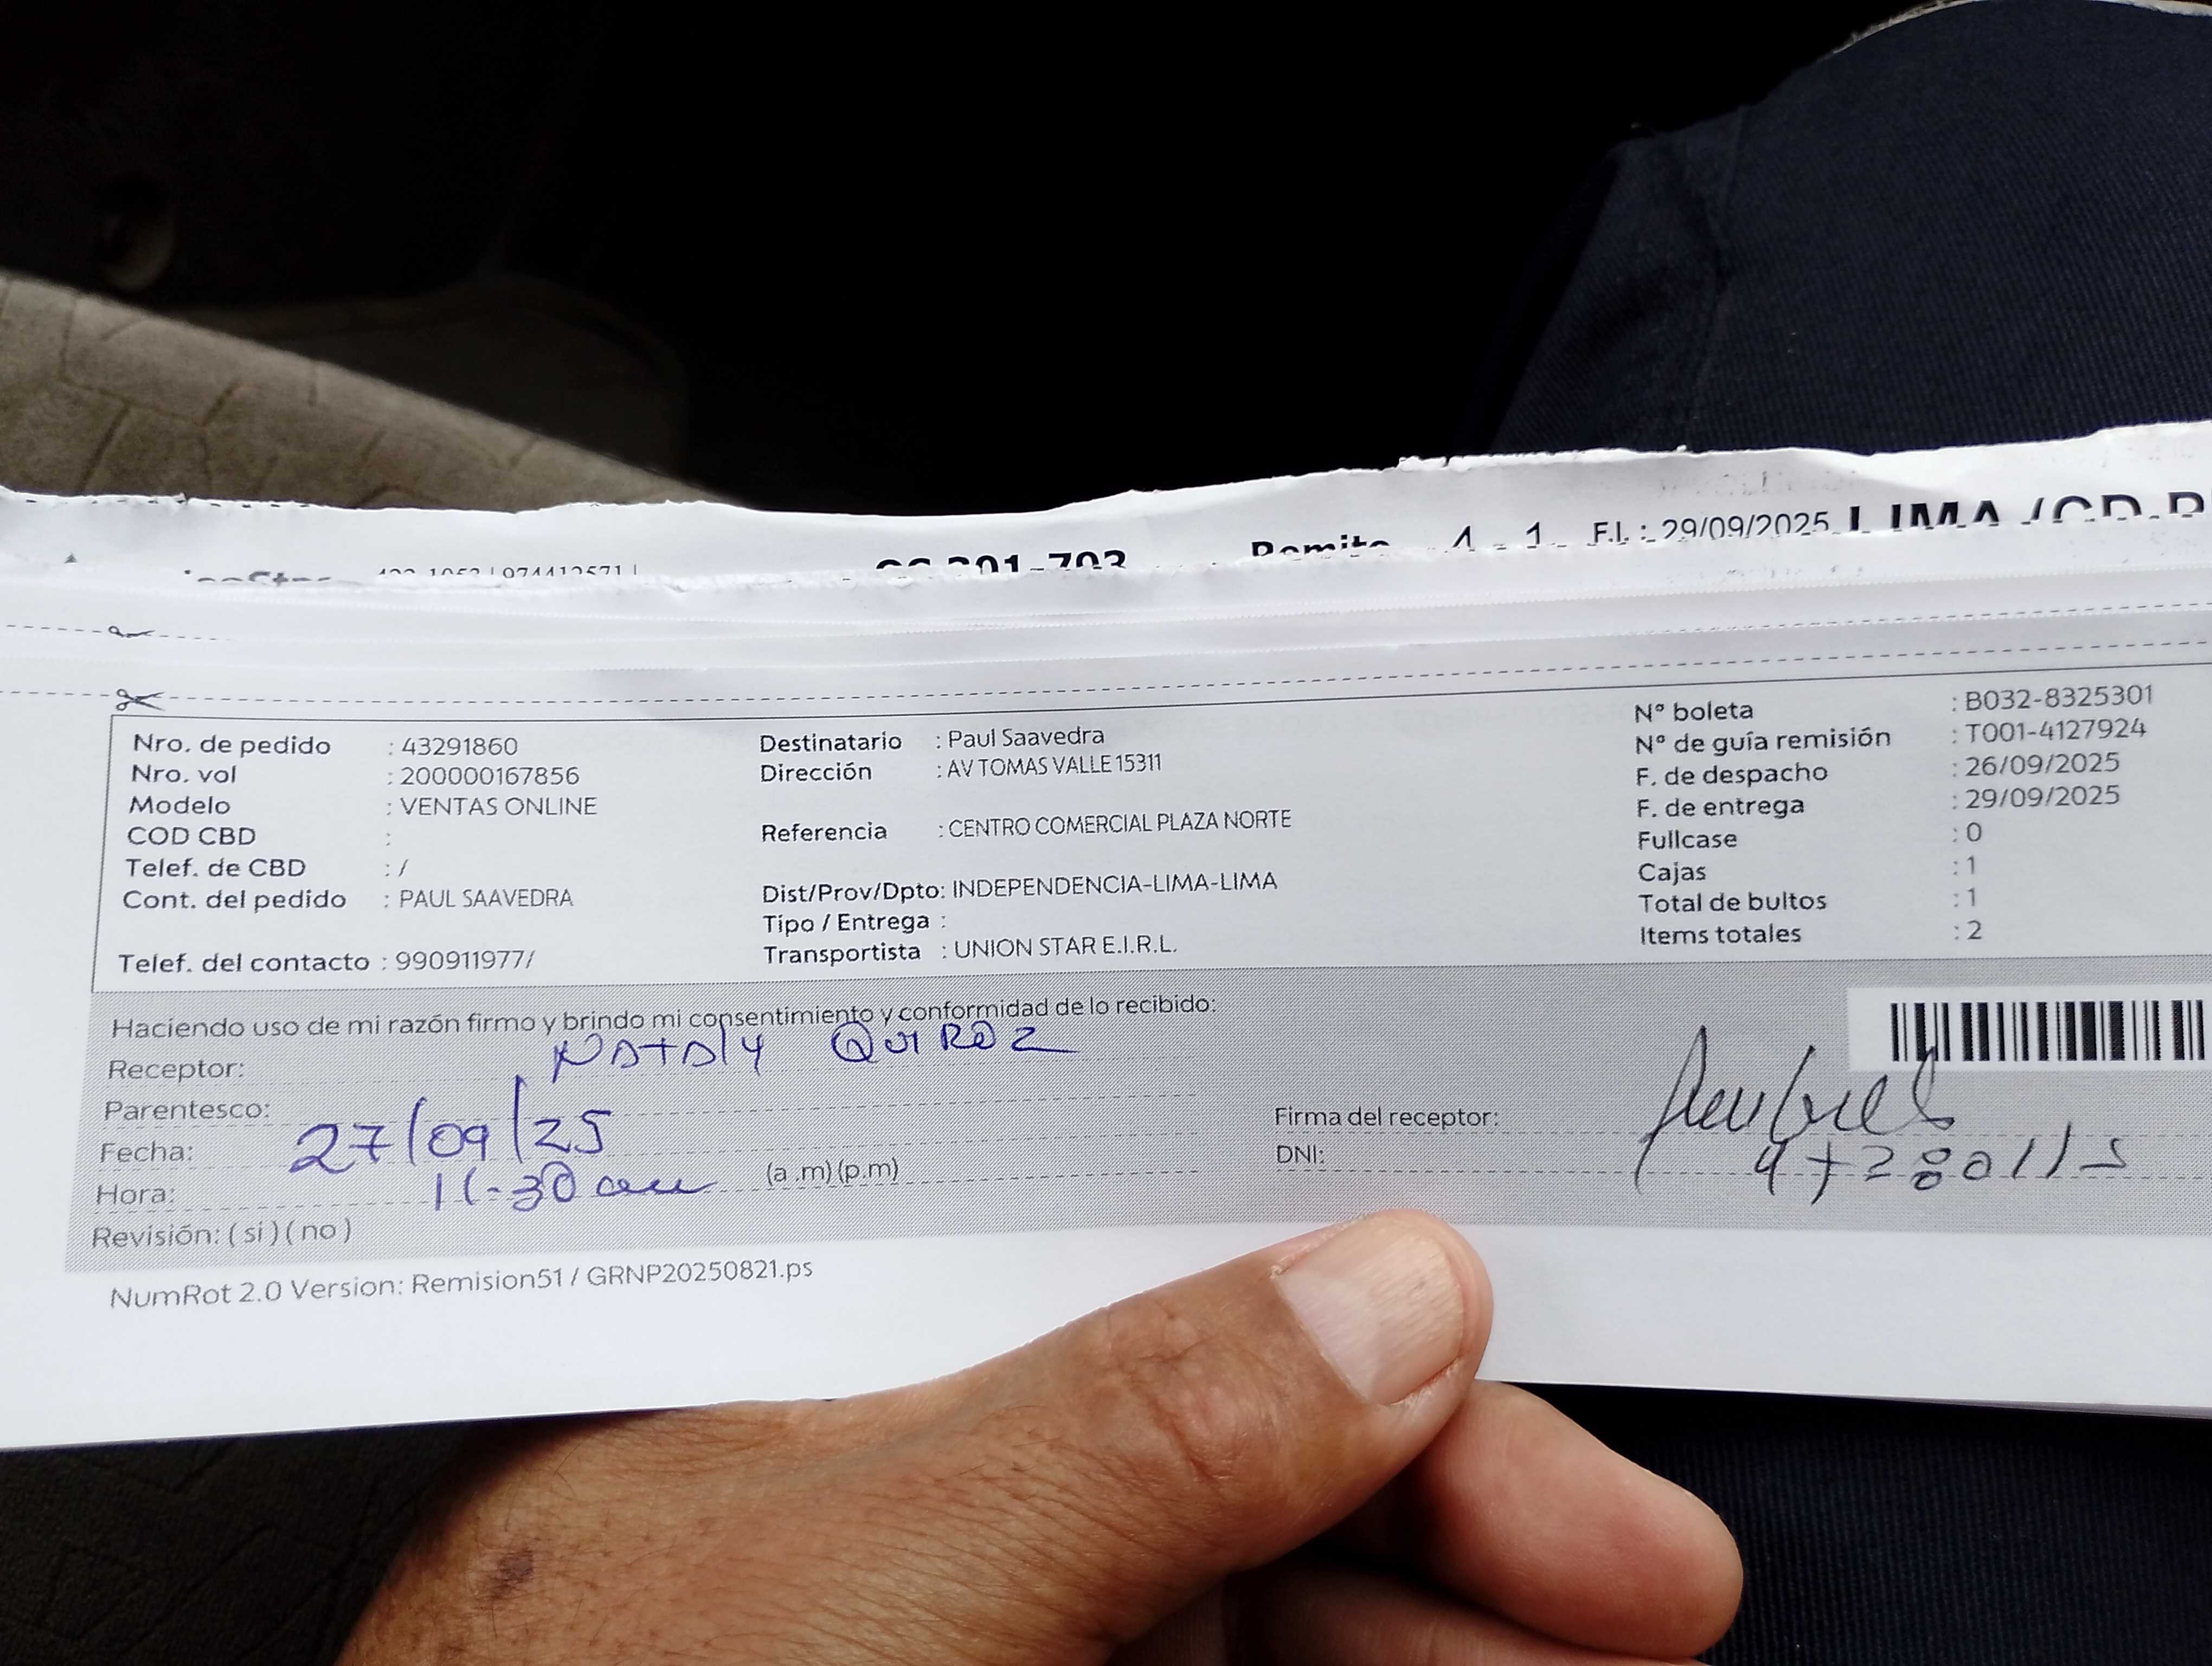 F.I. : 29/09/2025
Nro. de pedido : 43291860
Nro. vol : 200000167856
Modelo : VENTAS ONLINE
COD CBD :
Telef. de CBD : /
Cont. del pedido : PAUL SAAVEDRA
Telef. del contacto : 990911977/
Destinatario : Paul Saavedra
Dirección : AV TOMAS VALLE 15311
Referencia : CENTRO COMERCIAL PLAZA NORTE
Dist/Prov/Dpto: INDEPENDENCIA-LIMA-LIMA
Tipo / Entrega :
Transportista : UNION STAR E.I.R.L.
N° boleta : B032-8325301
N° de guía remisión : T001-4127924
F. de despacho : 26/09/2025
F. de entrega : 29/09/2025
Fullcase : 0
Cajas : 1
Total de bultos : 1
Items totales : 2
Haciendo uso de mi razón firmo y brindo mi consentimiento y conformidad de lo recibido:
Receptor: NATALY QUIROZ
Parentesco:
Fecha: 27/09/25
Hora: 11-30 am (a .m) (p.m)
Revisión: ( si ) ( no )
Firma del receptor:
DNI:
NumRot 2.0 Version: Remision51 / GRNP20250821.ps